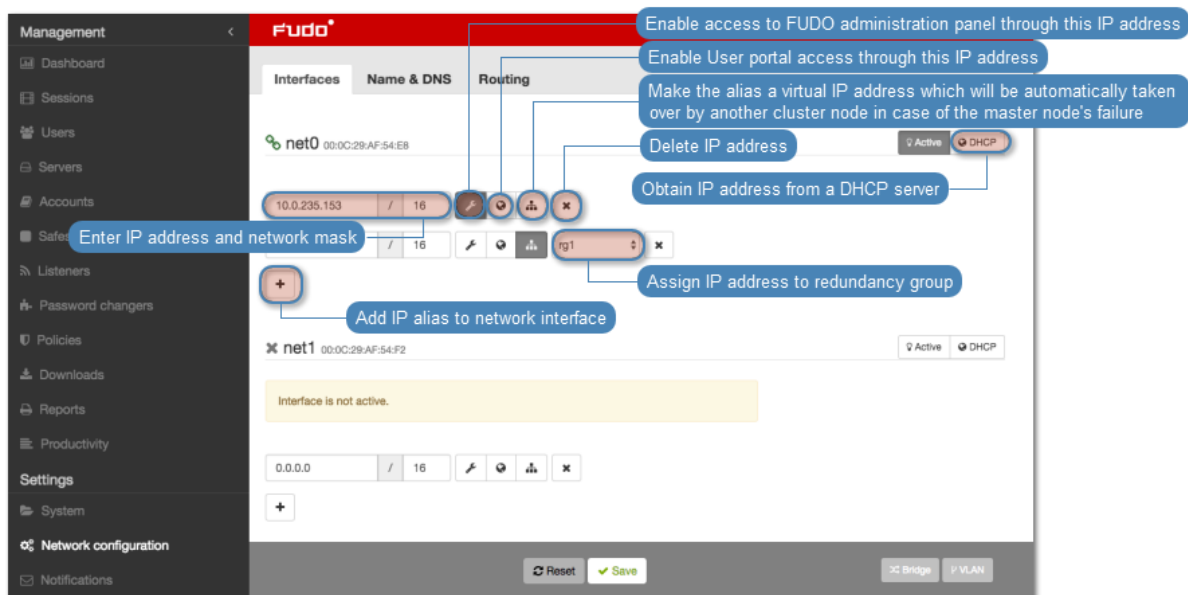 Management
Dashboard
Sessions
Users
Servers
Accounts
Safes
Listeners
Password changers
Policies
Downloads
Reports
Productivity
Settings
System
Network configuration
Notifications
FUDO
Enable access to FUDO administration panel through this IP address
Interfaces Name & DNS Routing
Enable User portal access through this IP address
Make the alias a virtual IP address which will be automatically taken
over by another cluster node in case of the master node's failure
net0 00:0C:29:AF:54:E8
Active DHCP
Delete IP address
Obtain IP address from a DHCP server
10.0.235.153 / 16
Enter IP address and network mask
/ 16 rg1
Assign IP address to redundancy group
+
Add IP alias to network interface
net1 00:0C:29:AF:54:F2
Active DHCP
Interface is not active.
0.0.0.0 / 16
+
Reset Save
Bridge VLAN